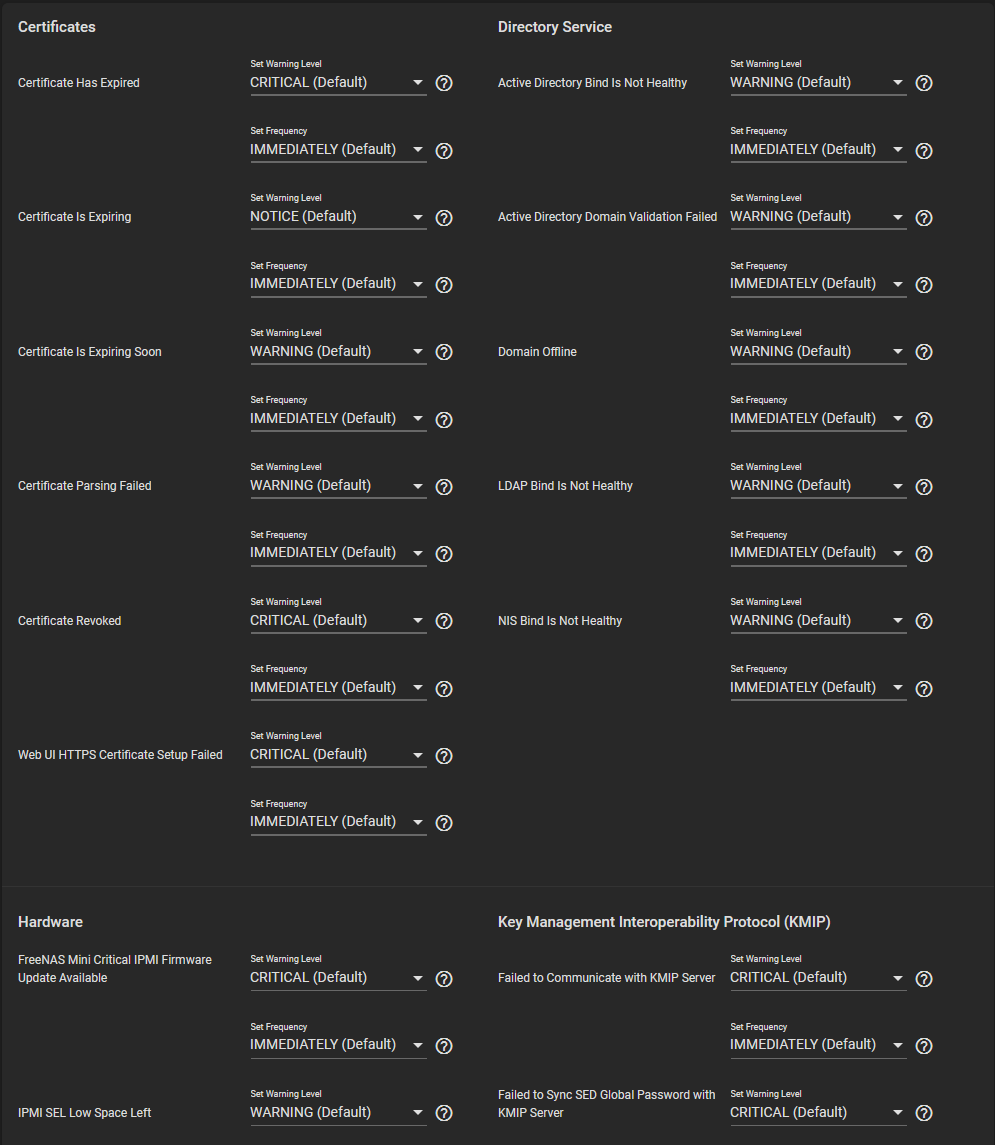 Certificates
Set Warning Level
Certificate Has Expired
CRITICAL (Default)
Set Frequency
IMMEDIATELY (Default)
Set Warning Level
Certificate Is Expiring
NOTICE (Default)
Set Frequency
IMMEDIATELY (Default)
Set Warning Level
Certificate Is Expiring Soon
WARNING (Default)
Set Frequency
IMMEDIATELY (Default)
Set Warning Level
Certificate Parsing Failed
WARNING (Default)
Set Frequency
IMMEDIATELY (Default)
Set Warning Level
Certificate Revoked
CRITICAL (Default)
Set Frequency
IMMEDIATELY (Default)
Set Warning Level
Web UI HTTPS Certificate Setup Failed
CRITICAL (Default)
Set Frequency
IMMEDIATELY (Default)
Directory Service
Set Warning Level
Active Directory Bind Is Not Healthy
WARNING (Default)
Set Frequency
IMMEDIATELY (Default)
Set Warning Level
Active Directory Domain Validation Failed
WARNING (Default)
Set Frequency
IMMEDIATELY (Default)
Set Warning Level
Domain Offline
WARNING (Default)
Set Frequency
IMMEDIATELY (Default)
Set Warning Level
LDAP Bind Is Not Healthy
WARNING (Default)
Set Frequency
IMMEDIATELY (Default)
Set Warning Level
NIS Bind Is Not Healthy
WARNING (Default)
Set Frequency
IMMEDIATELY (Default)
Hardware
FreeNAS Mini Critical IPMI Firmware
Update Available
Set Warning Level
CRITICAL (Default)
Set Frequency
IMMEDIATELY (Default)
Set Warning Level
IPMI SEL Low Space Left
WARNING (Default)
Key Management Interoperability Protocol (KMIP)
Set Warning Level
Failed to Communicate with KMIP Server
CRITICAL (Default)
Set Frequency
IMMEDIATELY (Default)
Failed to Sync SED Global Password with
KMIP Server
Set Warning Level
CRITICAL (Default)